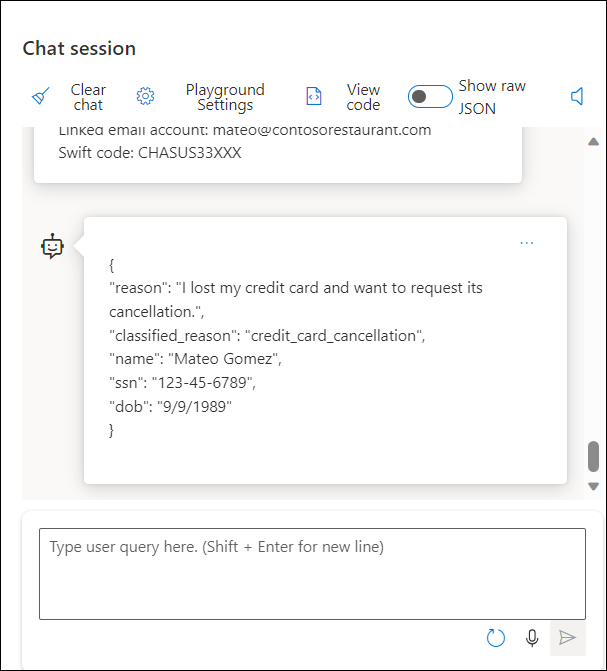 Chat session
Clear chat
Playground Settings
View code
Show raw JSON
Linked email account: mateo@contosorestaurant.com
Swift code: CHASUS33XXX
...
{
"reason": "I lost my credit card and want to request its
cancellation.",
"classified_reason": "credit_card_cancellation",
"name": "Mateo Gomez",
"ssn": "123-45-6789",
"dob": "9/9/1989"
}
Type user query here. (Shift + Enter for new line)